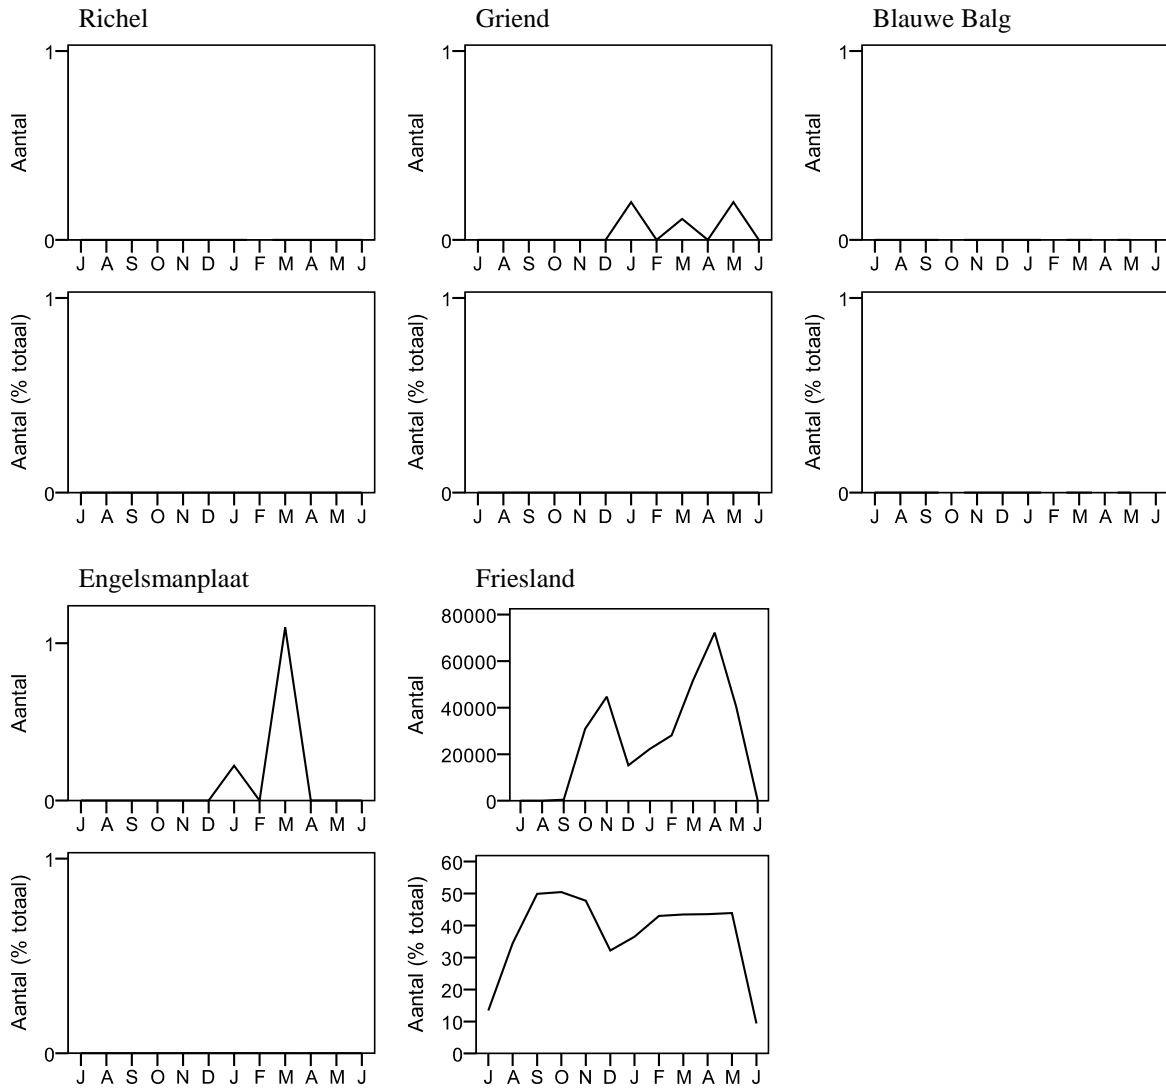 Richel
Griend
Blauwe Balg
Aantal
1
0
J A S O N D J F M A M J
Aantal
1
0
J A S O N D J F M A M J
Aantal
1
0
J A S O N D J F M A M J
Aantal (% totaal)
1
0
J A S O N D J F M A M J
Aantal (% totaal)
1
0
J A S O N D J F M A M J
Aantal (% totaal)
1
0
J A S O N D J F M A M J
Engelsmanplaat
Friesland
Aantal
1
0
J A S O N D J F M A M J
Aantal
80000
60000
40000
20000
0
J A S O N D J F M A M J
Aantal (% totaal)
1
0
J A S O N D J F M A M J
Aantal (% totaal)
60
50
40
30
20
10
0
J A S O N D J F M A M J